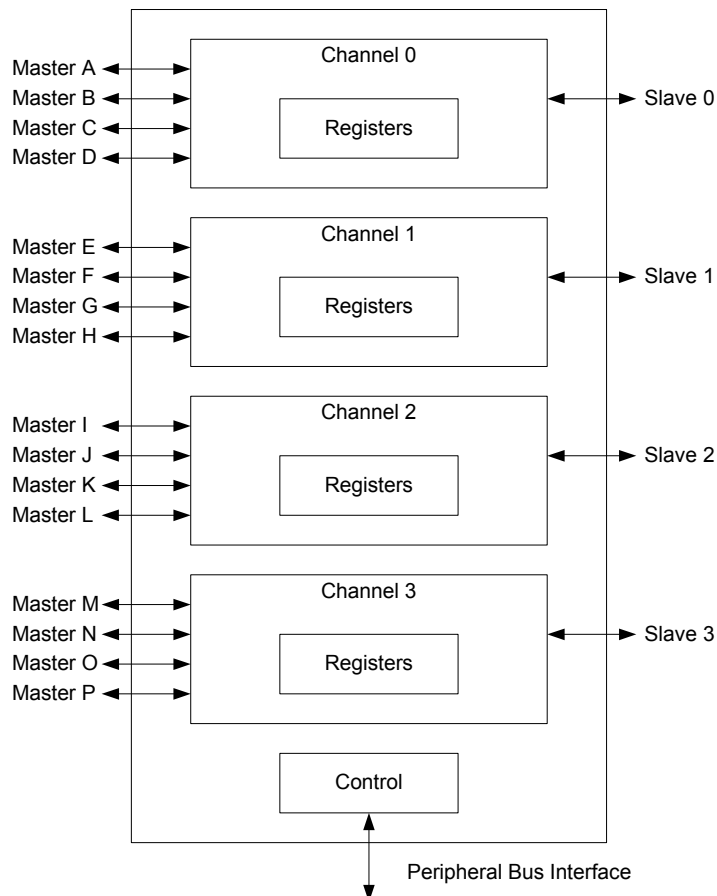 Channel 0
Master A
Master B
Master C
Master D
Registers
Slave 0
Channel 1
Master E
Master F
Master G
Master H
Registers
Slave 1
Channel 2
Master I
Master J
Master K
Master L
Registers
Slave 2
Channel 3
Master M
Master N
Master O
Master P
Registers
Slave 3
Control
Peripheral Bus Interface